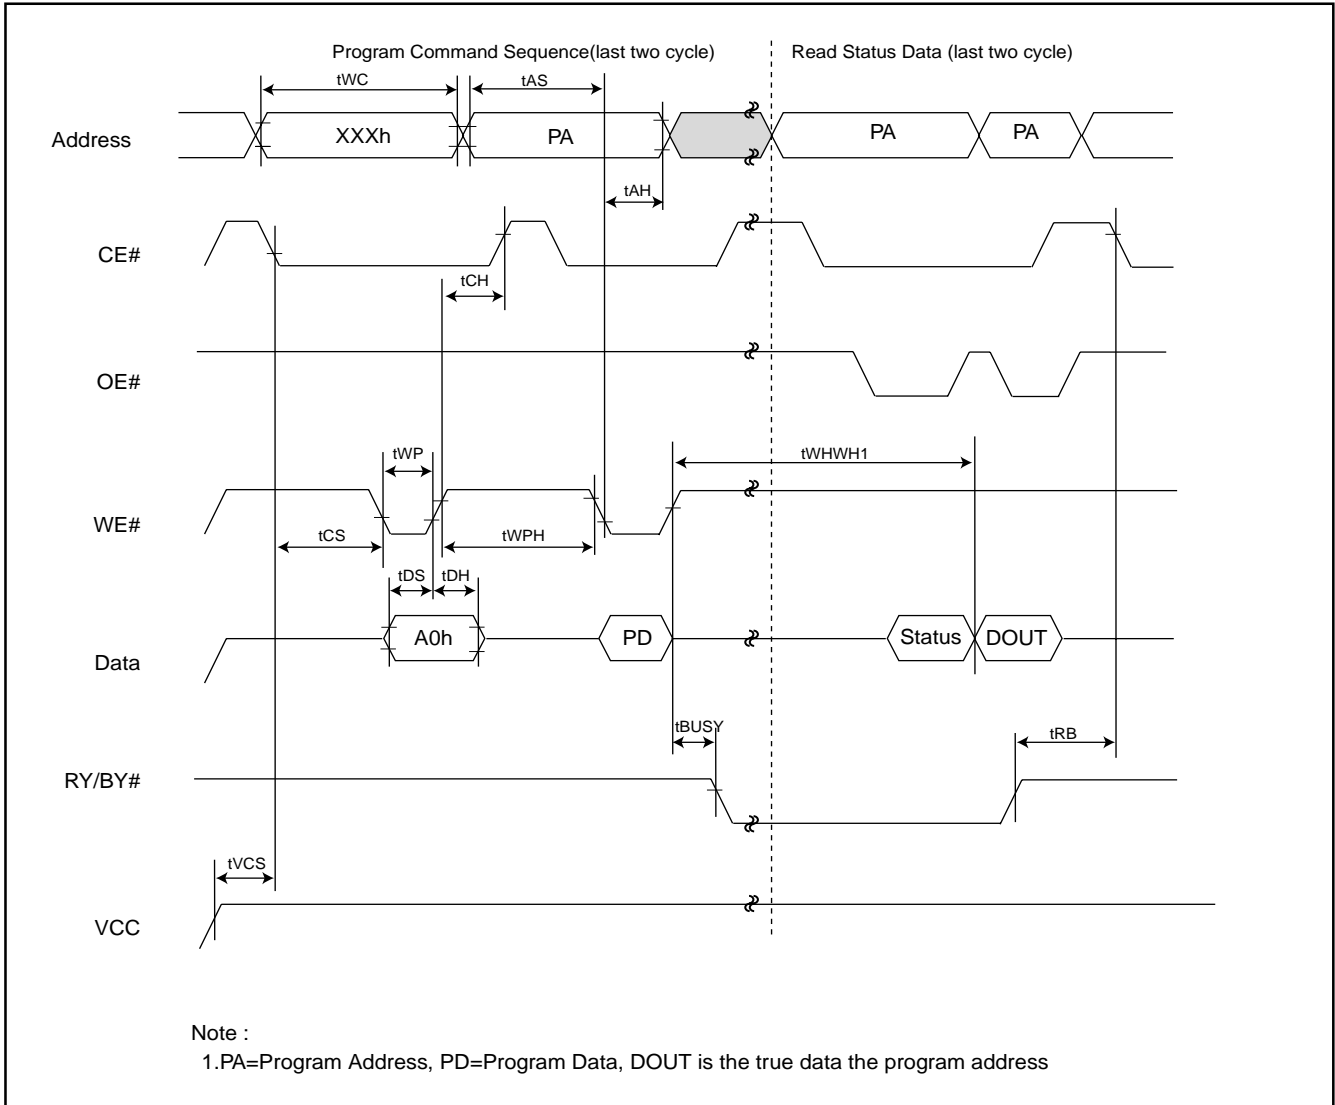 Program Command Sequence(last two cycle)
Read Status Data (last two cycle)
tWC
tAS
Address
XXXh
PA
PA
PA
tAH
CE#
tCH
OE#
tWP
tWHWH1
WE#
tCS
tWPH
tDS
tDH
A0h
PD
Status
DOUT
Data
tBUSY
tRB
RY/BY#
tVCS
VCC
Note :
1.PA=Program Address, PD=Program Data, DOUT is the true data the program address